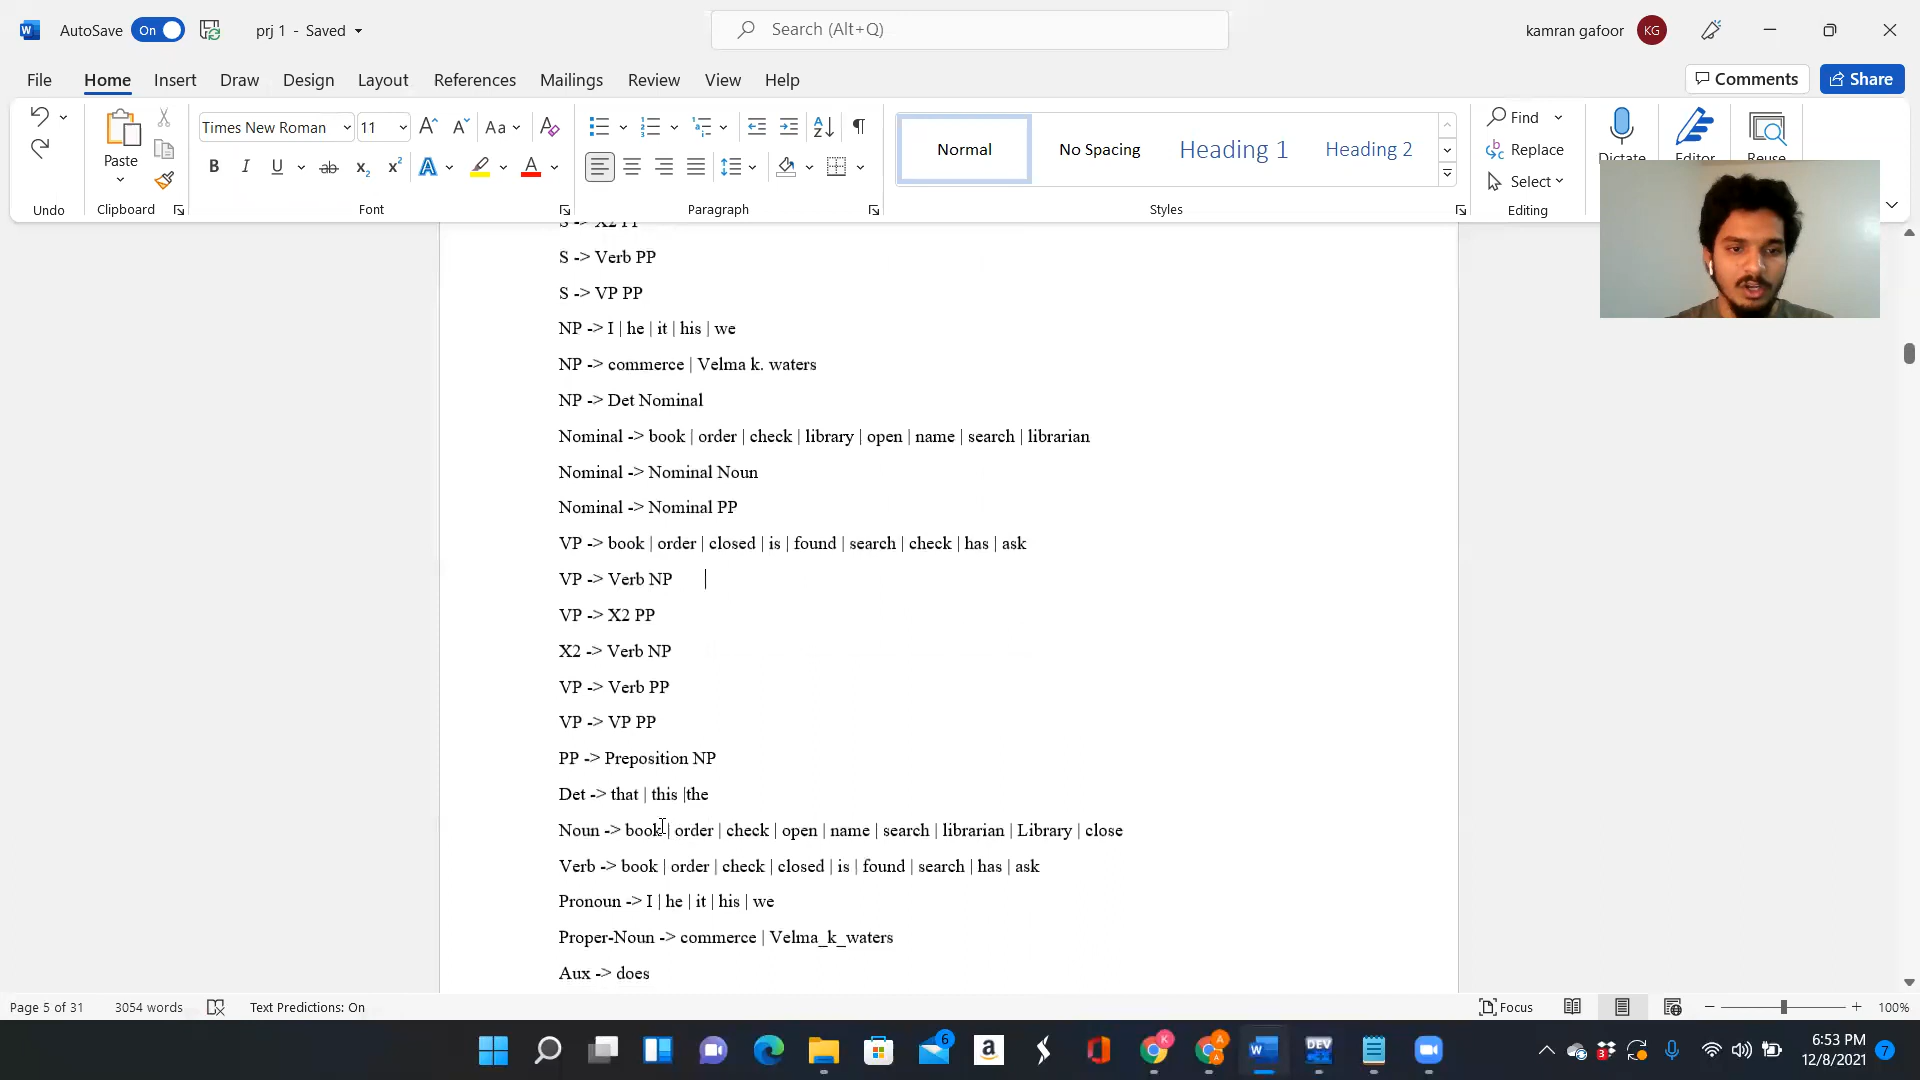 AutoSave On prj 1 - Saved Search (Alt+Q) kamran gafoor KG
File Home Insert Draw Design Layout References Mailings Review View Help Comments Share
Times New Roman 11 Aa Normal No Spacing Heading 1 Heading 2 Find
Paste Replace Dictate Editor Reuse
Select
Undo Clipboard Font Paragraph Styles Editing
S -> X2 PP
S -> Verb PP
S -> VP PP
NP -> I | he | it | his | we
NP -> commerce | Velma k. waters
NP -> Det Nominal
Nominal -> book | order | check | library | open | name | search | librarian
Nominal -> Nominal Noun
Nominal -> Nominal PP
VP -> book | order | closed | is | found | search | check | has | ask
VP -> Verb NP
VP -> X2 PP
X2 -> Verb NP
VP -> Verb PP
VP -> VP PP
PP -> Preposition NP
Det -> that | this |the
Noun -> book | order | check | open | name | search | librarian | Library | close
Verb -> book | order | check | closed | is | found | search | has | ask
Pronoun -> I | he | it | his | we
Proper-Noun -> commerce | Velma_k_waters
Aux -> does
Page 5 of 31 3054 words Text Predictions: On Focus 100%
6:53 PM
12/8/2021